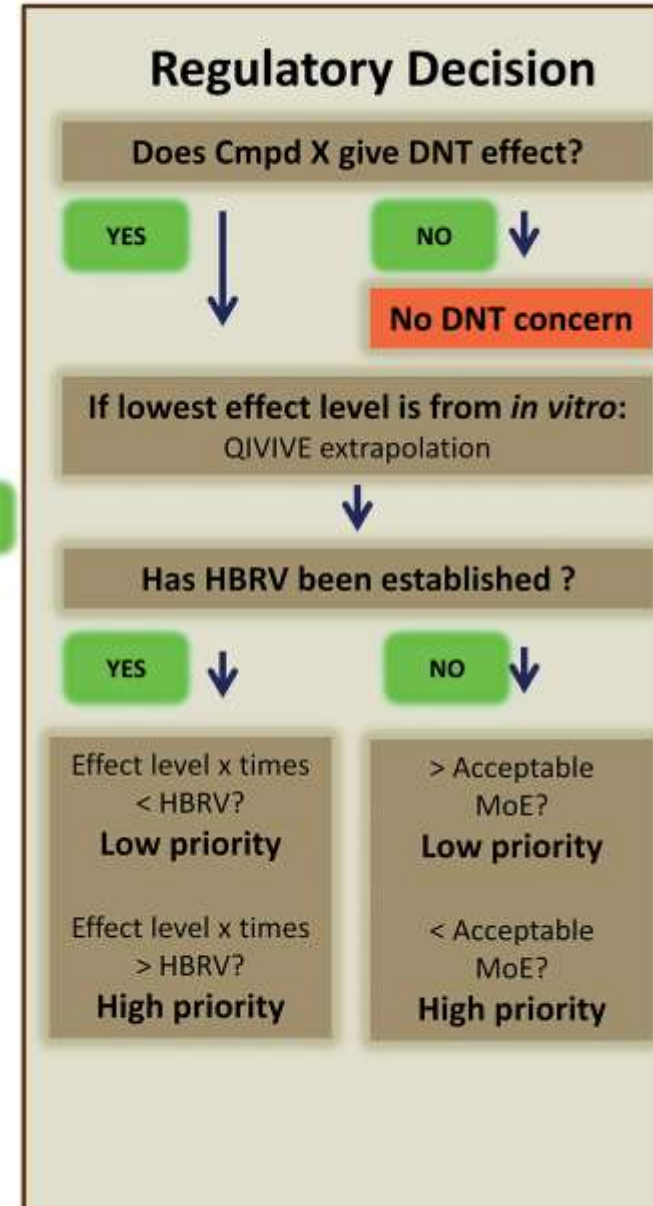 Regulatory Decision
Does Cmpd X give DNT effect?
YES
NO
No DNT concern
If lowest effect level is from in vitro:
QIVIVE extrapolation
Has HBRV been established ?
YES
NO
Effect level x times
< HBRV?
Low priority
Effect level x times
> HBRV?
High priority
> Acceptable
MoE?
Low priority
< Acceptable
MoE?
High priority